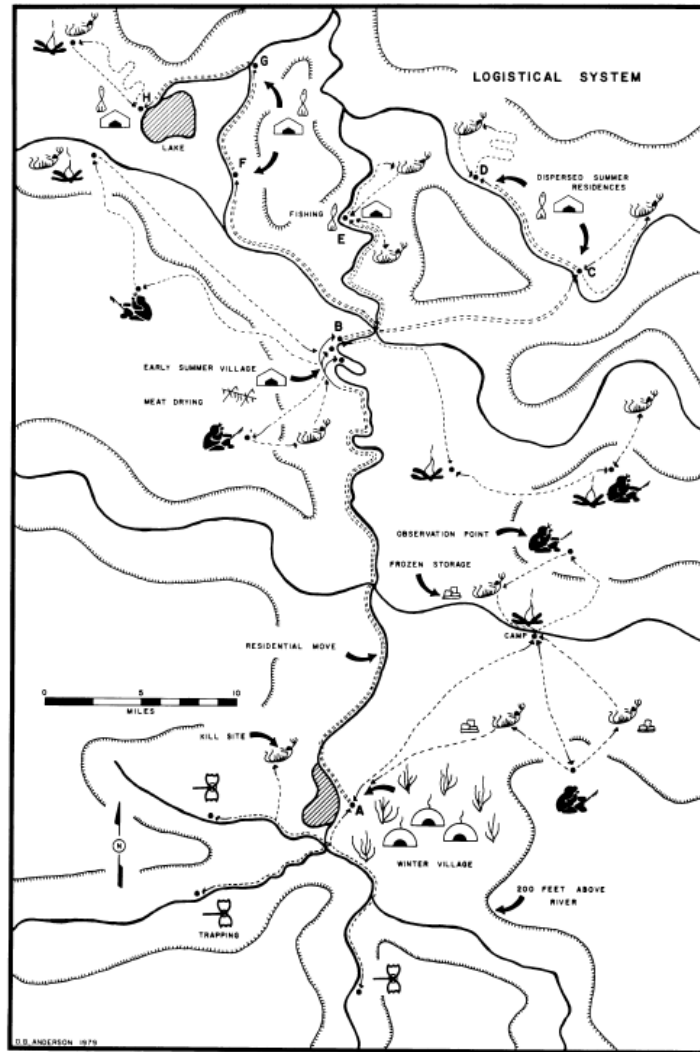 LOGISTICAL SYSTEM
G
H
LAKE
F
D
DISPERSED SUMMER
RESIDENCES
FISHING
E
C
B
EARLY SUMMER VILLAGE
MEAT DRYING
OBSERVATION POINT
FROZEN STORAGE
CAMP
RESIDENTIAL MOVE
0 5 10
MILES
KILL SITE
A
N
WINTER VILLAGE
200 FEET ABOVE
RIVER
TRAPPING
D.D. ANDERSON 1979